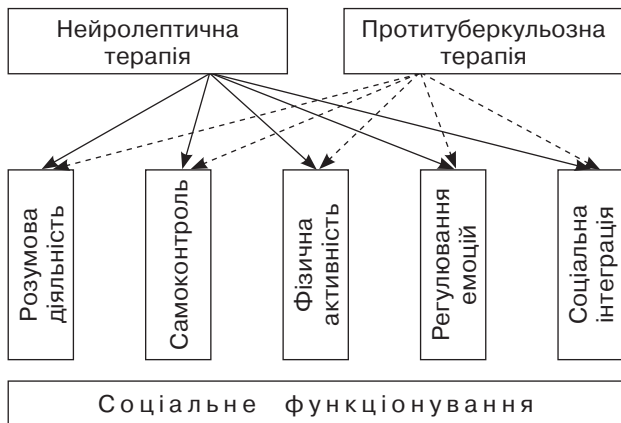 Нейролептична
терапія
Протитуберкульозна
терапія
Розумова
діяльність
Самоконтроль
Фізична
активність
Регулювання
емоцій
Соціальна
інтеграція
Соціальне функціонування